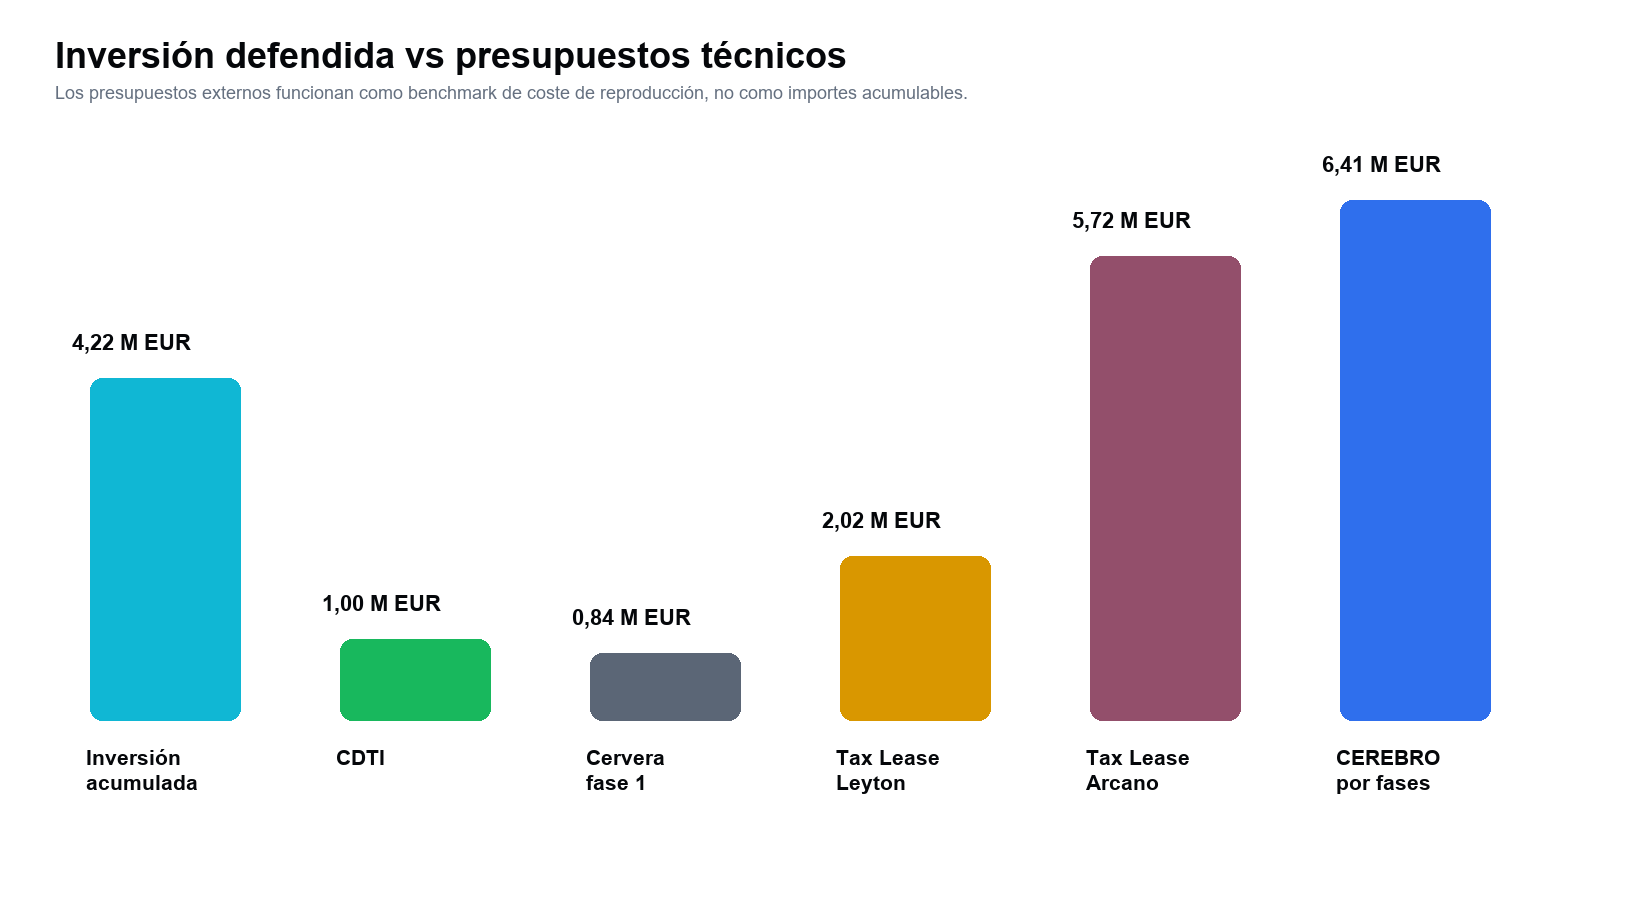 Inversión defendida vs presupuestos técnicos
Los presupuestos externos funcionan como benchmark de coste de reproducción, no como importes acumulables.
4,22 M EUR
1,00 M EUR
0,84 M EUR
2,02 M EUR
5,72 M EUR
6,41 M EUR
Inversión
acumulada
CDTI
Cervera
fase 1
Tax Lease
Leyton
Tax Lease
Arcano
CEREBRO
por fases